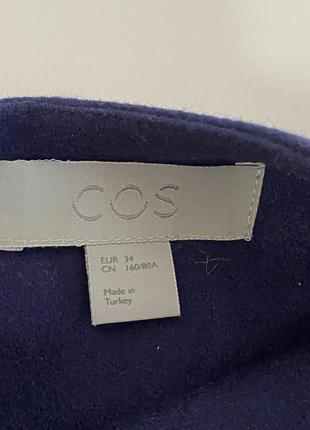 COS
EUR 34
CN 160/80A
Made in
Turkey